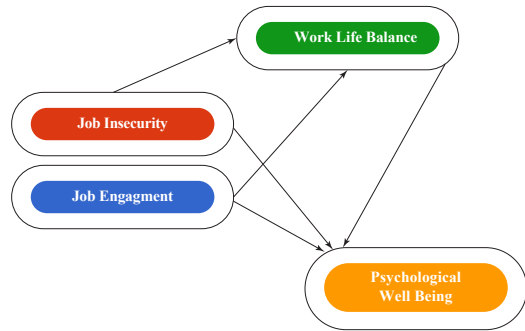 Work Life Balance
Job Insecurity
Job Engagment
Psychological
Well Being